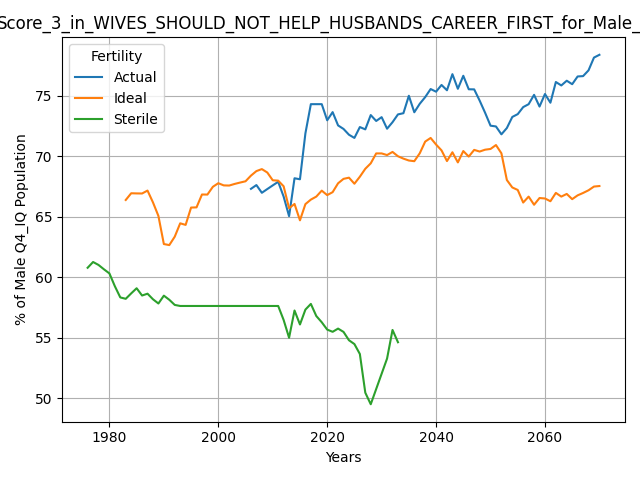 Score_3_in_WIVES_SHOULD_NOT_HELP_HUSBANDS_CAREER_FIRST_for_Male_
Fertility
Actual
Ideal
Sterile
% of Male Q4_IQ Population
75
70
65
60
55
50
1980 2000 2020 2040 2060
Years